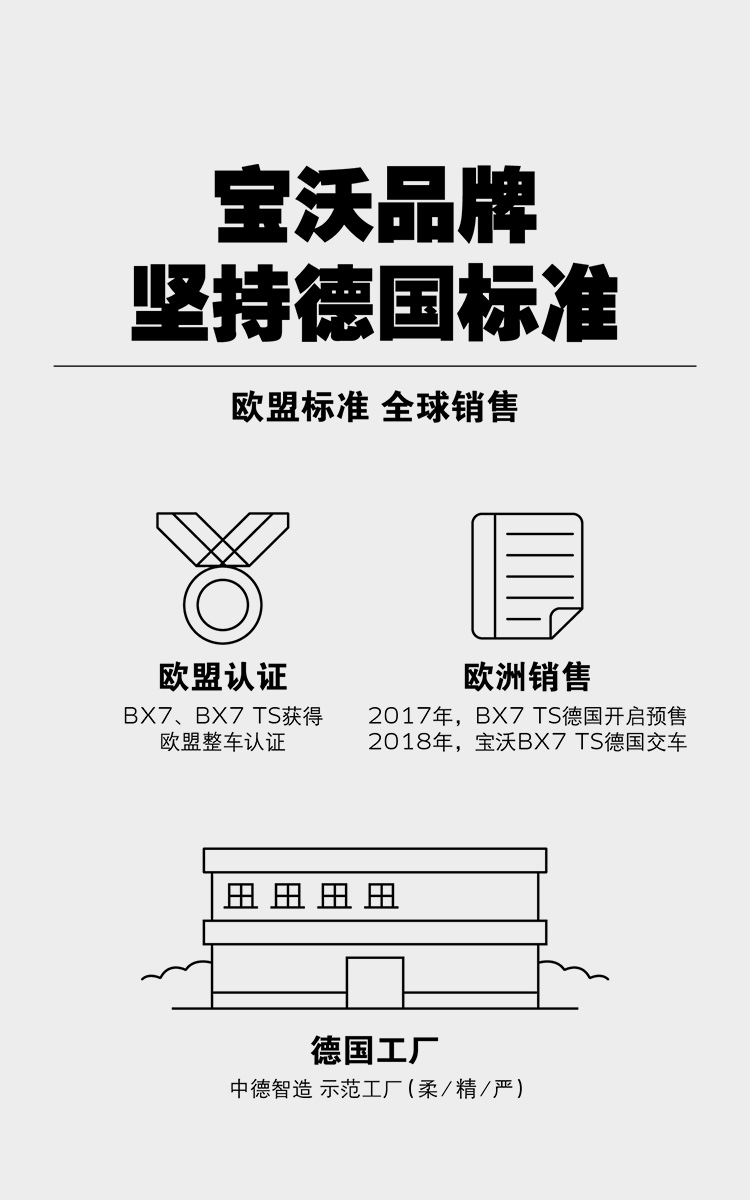 宝沃品牌
坚持德国标准
欧盟标准 全球销售
欧盟认证
BX7、BX7 TS获得
欧盟整车认证
欧洲销售
2017年，BX7 TS德国开启预售
2018年，宝沃BX7 TS德国交车
德国工厂
中德智造 示范工厂(柔/精/严)